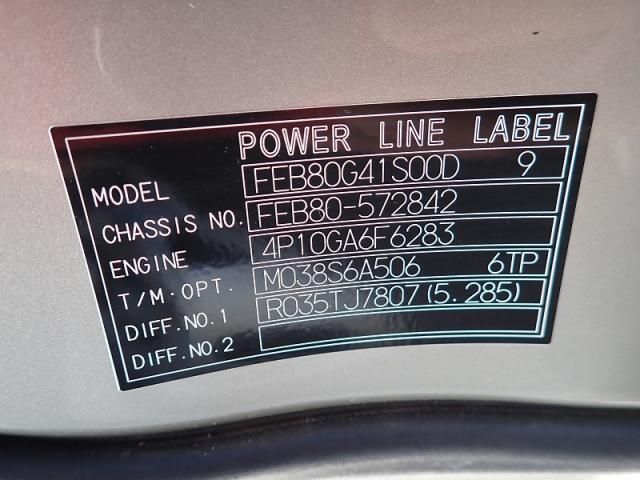 POWER LINE LABEL
MODEL FEB80G41S00D 9
CHASSIS NO. FEB80-572842
ENGINE 4P10GA6F6283
T/M.OPT. M038S6A506 6TP
DIFF.NO.1 R035TJ7807(5.285)
DIFF.NO.2